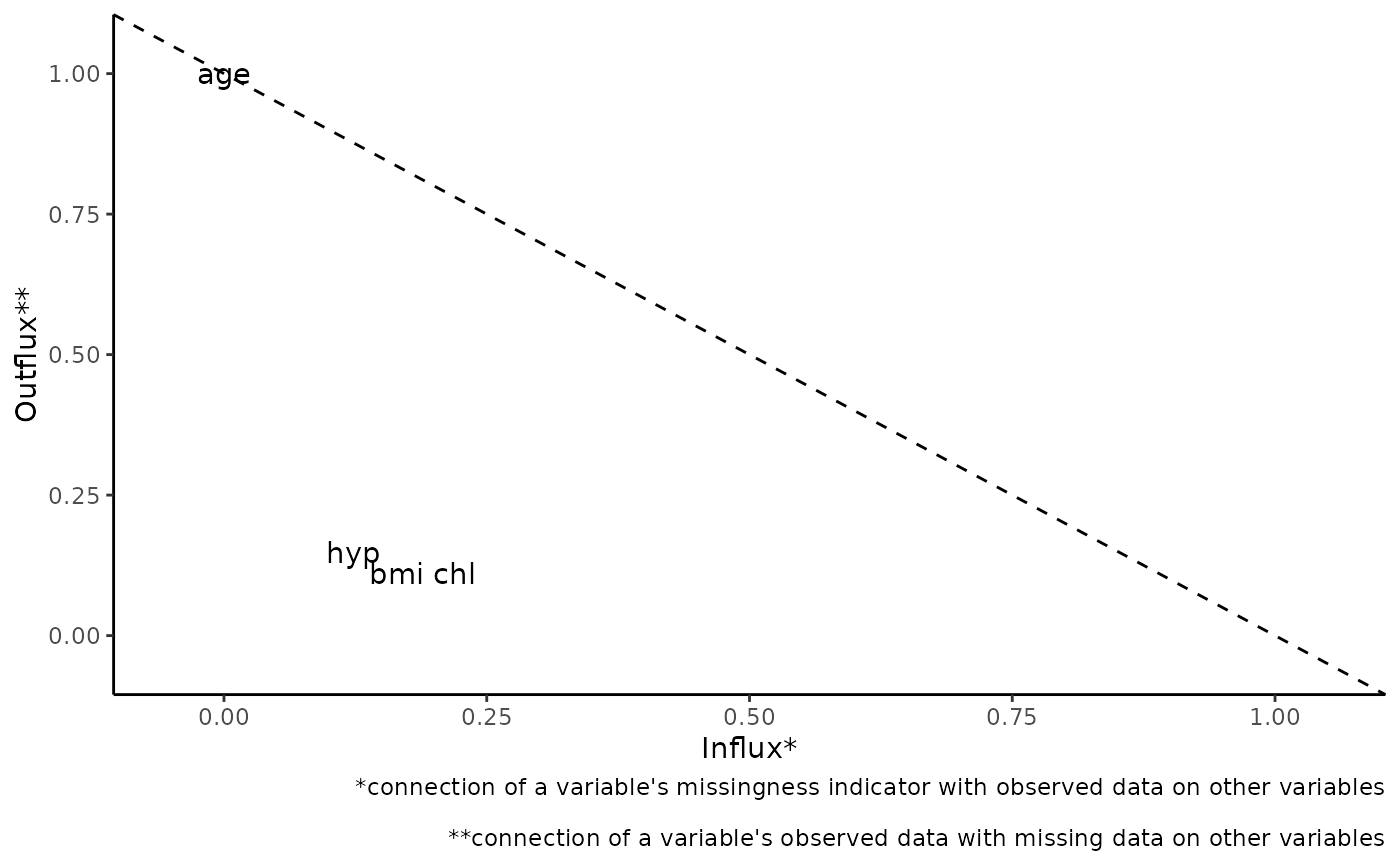 1.00
0.75
0.50
0.25
0.00
Outflux**
age
hyp
bmi chl
0.00 0.25 0.50 0.75 1.00
Influx*
*connection of a variable's missingness indicator with observed data on other variables
**connection of a variable's observed data with missing data on other variables